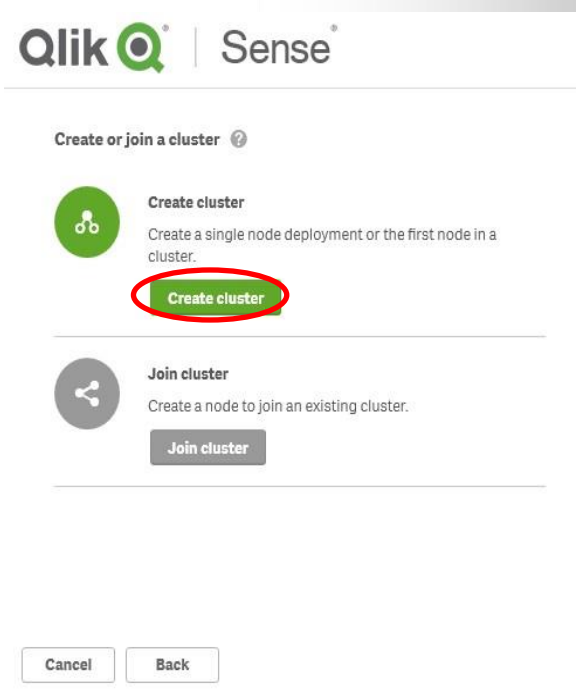 Qlik Q® | Sense®
Create or join a cluster ?
Create cluster
Create a single node deployment or the first node in a
cluster.
Create cluster
Join cluster
Create a node to join an existing cluster.
Join cluster
Cancel Back